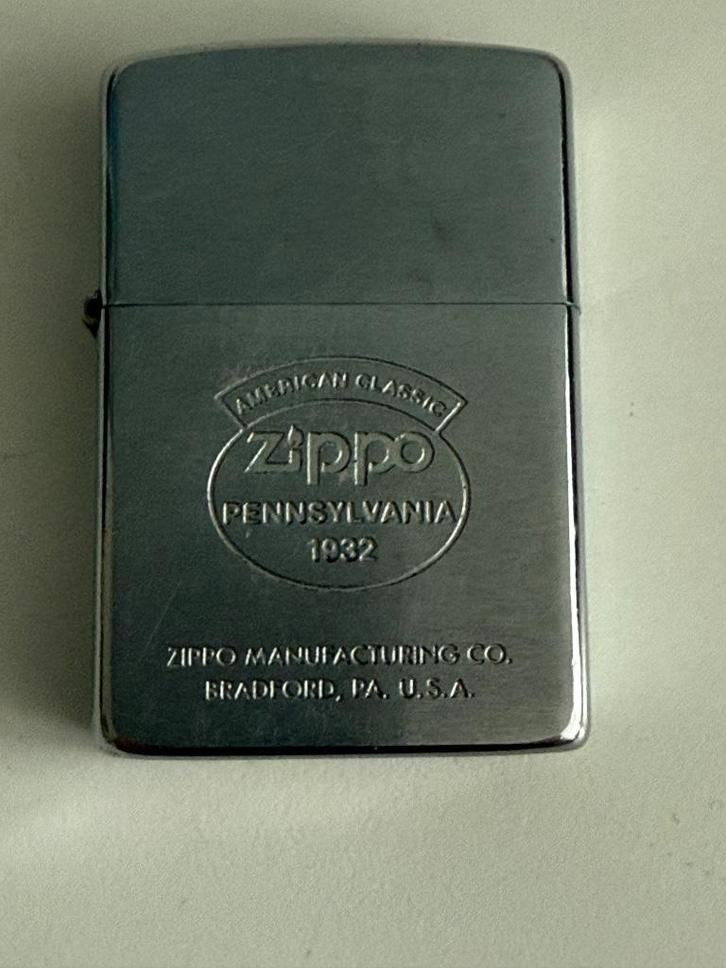 AMERICAN CLASSIC
Zippo
PENNSYLVANIA
1932
ZIPPO MANUFACTURING CO.
BRADFORD, PA. U.S.A.